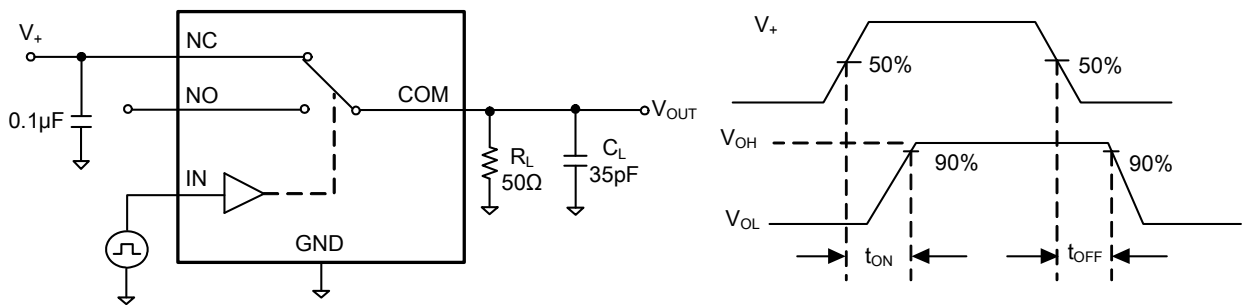 V+
NC
NO
COM
VOUT
0.1µF
RL
50Ω
CL
35pF
IN
GND
V+
50%
50%
VOH
90%
90%
VOL
tON
tOFF